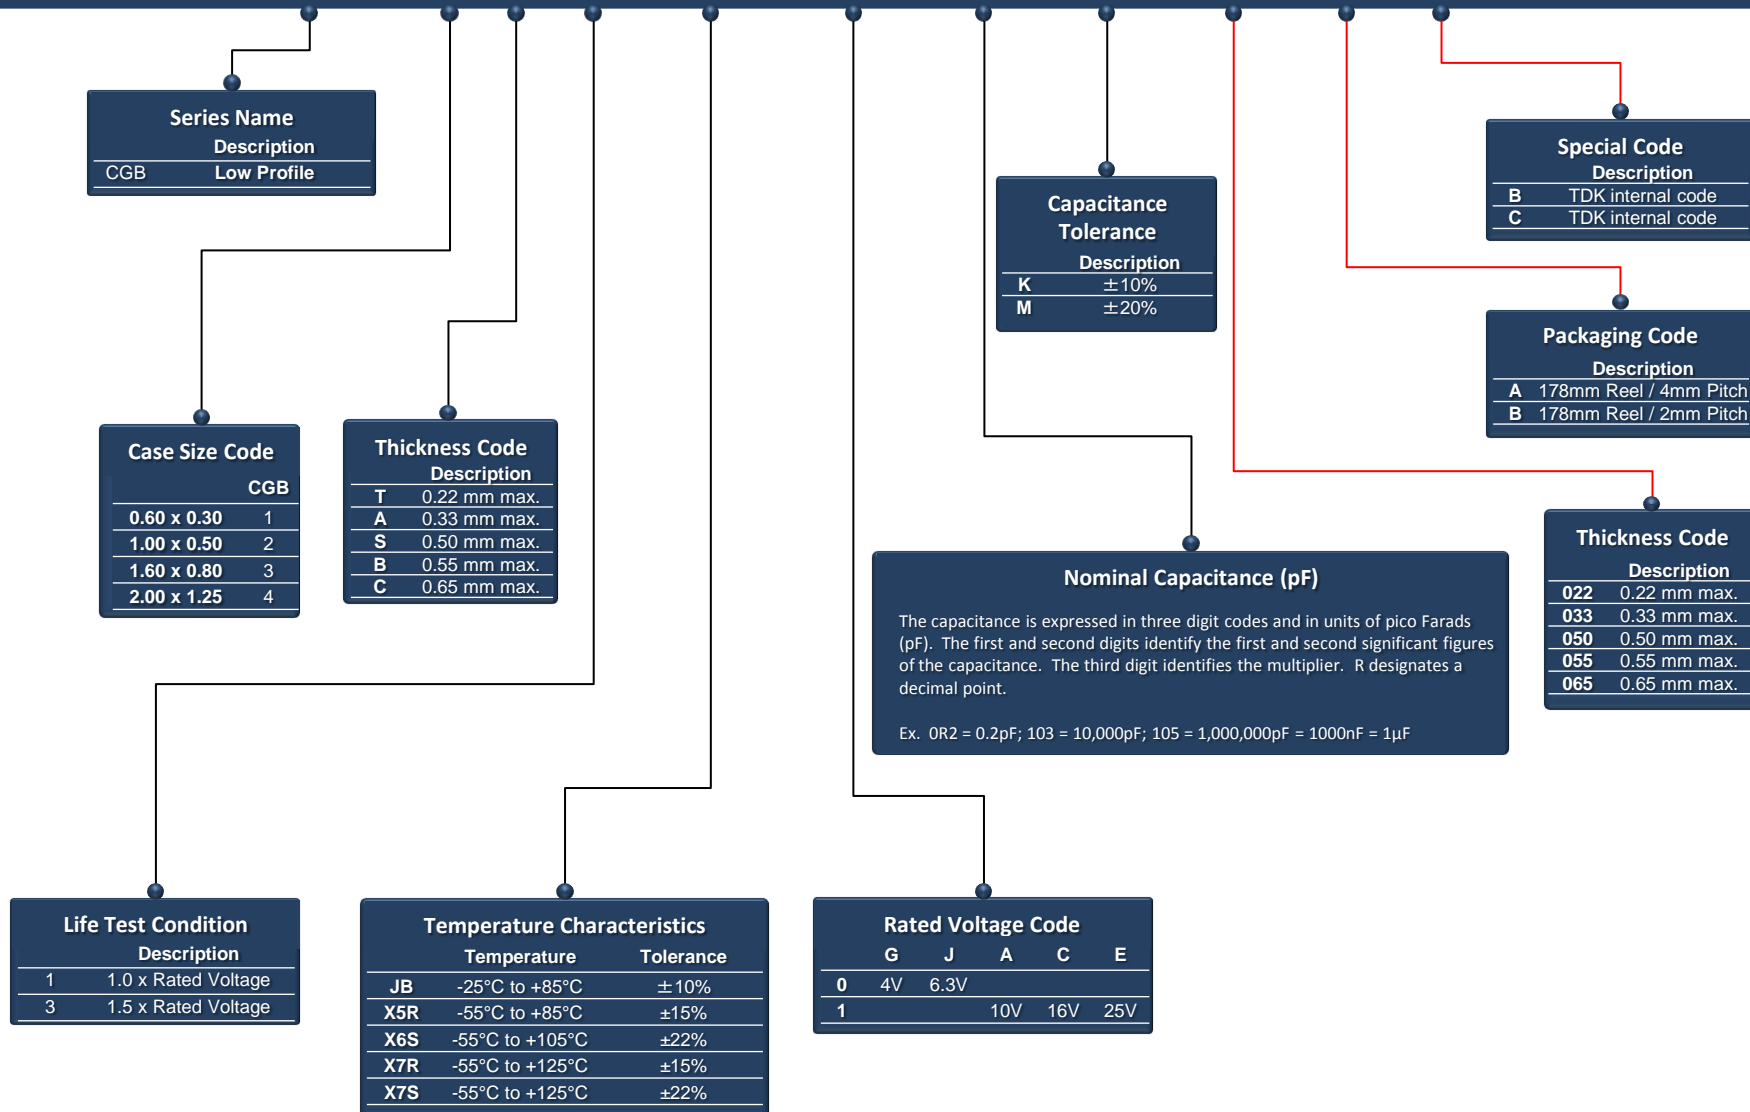 Series Name
Description
CGB Low Profile
Special Code
Description
B TDK internal code
C TDK internal code
Capacitance
Tolerance
Description
K ±10%
M ±20%
Packaging Code
Description
A 178mm Reel / 4mm Pitch
B 178mm Reel / 2mm Pitch
Case Size Code
CGB
0.60 x 0.30 1
1.00 x 0.50 2
1.60 x 0.80 3
2.00 x 1.25 4
Thickness Code
Description
T 0.22 mm max.
A 0.33 mm max.
S 0.50 mm max.
B 0.55 mm max.
C 0.65 mm max.
Nominal Capacitance (pF)
The capacitance is expressed in three digit codes and in units of pico Farads
(pF). The first and second digits identify the first and second significant figures
of the capacitance. The third digit identifies the multiplier. R designates a
decimal point.
Ex. 0R2 = 0.2pF; 103 = 10,000pF; 105 = 1,000,000pF = 1000nF = 1µF
Thickness Code
Description
022 0.22 mm max.
033 0.33 mm max.
050 0.50 mm max.
055 0.55 mm max.
065 0.65 mm max.
Life Test Condition
Description
1 1.0 x Rated Voltage
3 1.5 x Rated Voltage
Temperature Characteristics
Temperature Tolerance
JB -25°C to +85°C ±10%
X5R -55°C to +85°C ±15%
X6S -55°C to +105°C ±22%
X7R -55°C to +125°C ±15%
X7S -55°C to +125°C ±22%
Rated Voltage Code
G J A C E
0 4V 6.3V
1 10V 16V 25V